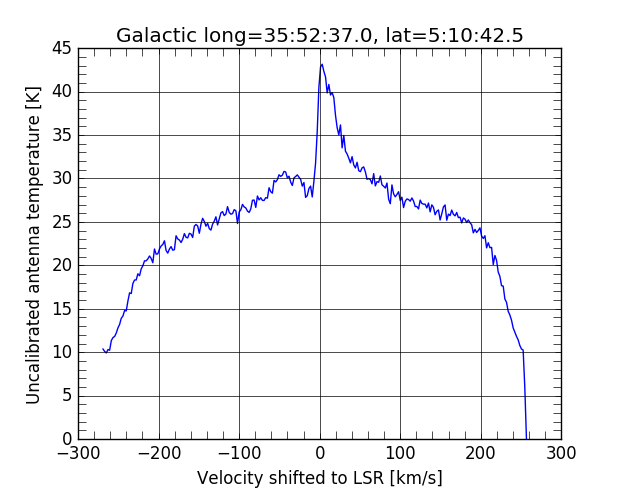 Galactic long=35:52:37.0, lat=5:10:42.5
45
40
35
30
25
20
15
10
5
0
Uncalibrated antenna temperature [K]
−300 −200 −100 0 100 200 300
Velocity shifted to LSR [km/s]